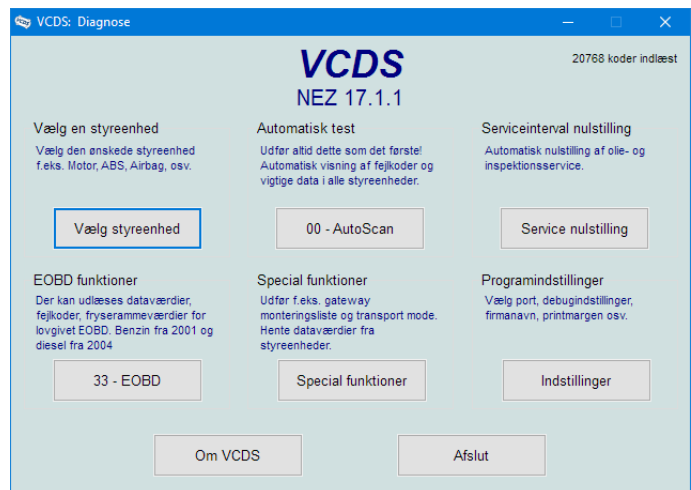 VCDS: Diagnose
VCDS
20768 koder indlæst
NEZ 17.1.1
Vælg en styreenhed
Vælg den ønskede styreenhed
f.eks. Motor, ABS, Airbag, osv.
Vælg styreenhed
Automatisk test
Udfør altid dette som det første!
Automatisk visning af fejlkoder og
vigtige data i alle styreenheder.
00 - AutoScan
Serviceinterval nulstilling
Automatisk nulstilling af olie- og
inspektionsservice.
Service nulstilling
EOBD funktioner
Der kan udlæses dataværdier,
fejlkoder, fryserammeværdier for
lovgivet EOBD. Benzin fra 2001 og
diesel fra 2004
33 - EOBD
Special funktioner
Udfør f.eks. gateway
monteringsliste og transport mode.
Hente dataværdier fra
styreenheder.
Special funktioner
Programindstillinger
Vælg port, debugindstillinger,
firmanavn, printmargen osv.
Indstillinger
Om VCDS
Afslut